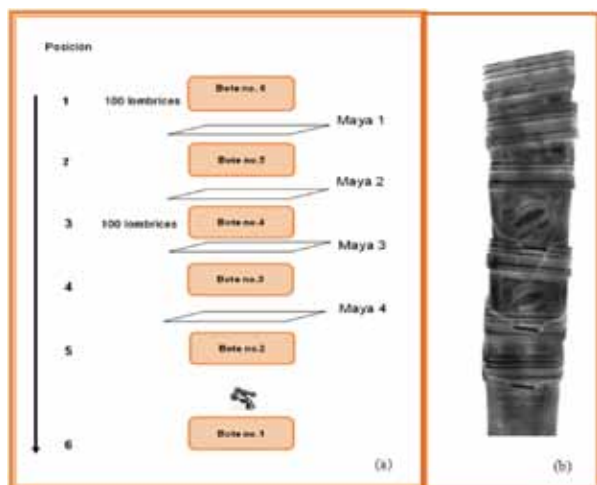 Posición
Bote no. 6
1 100 lombrices
Maya 1
2 Bote no.5
Maya 2
3 100 lombrices Bote no.4
Maya 3
4 Bote no.3
Maya 4
5 Bote no.2
6 Bote no.1
(a)
(b)